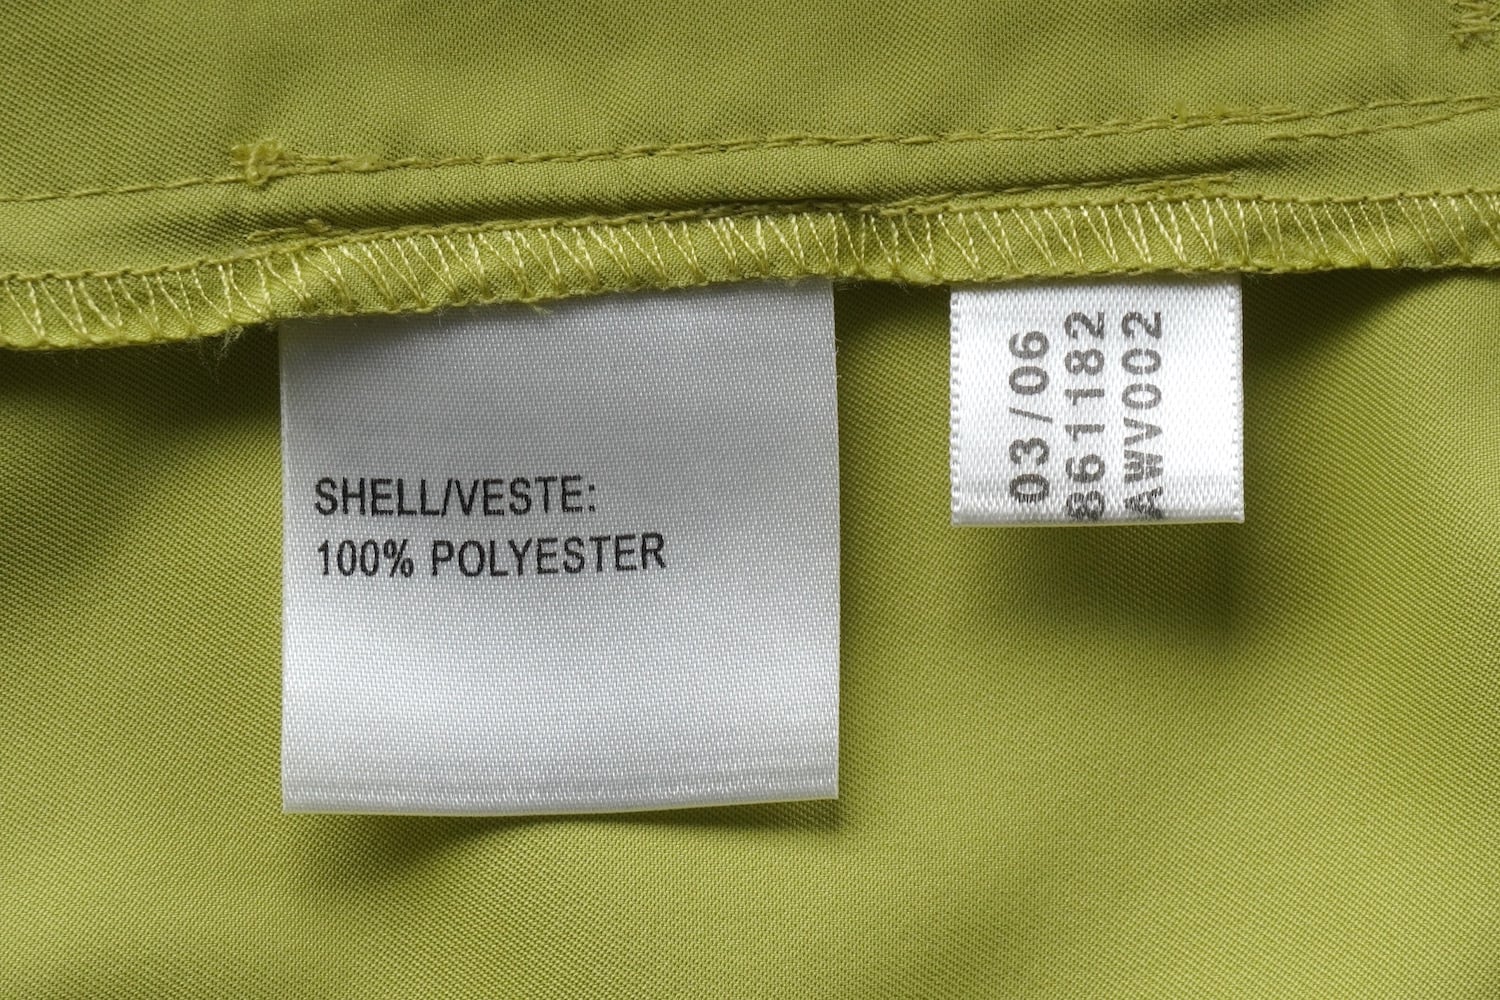 SHELL/VESTE:
100% POLYESTER
03/06
861182
AWV002